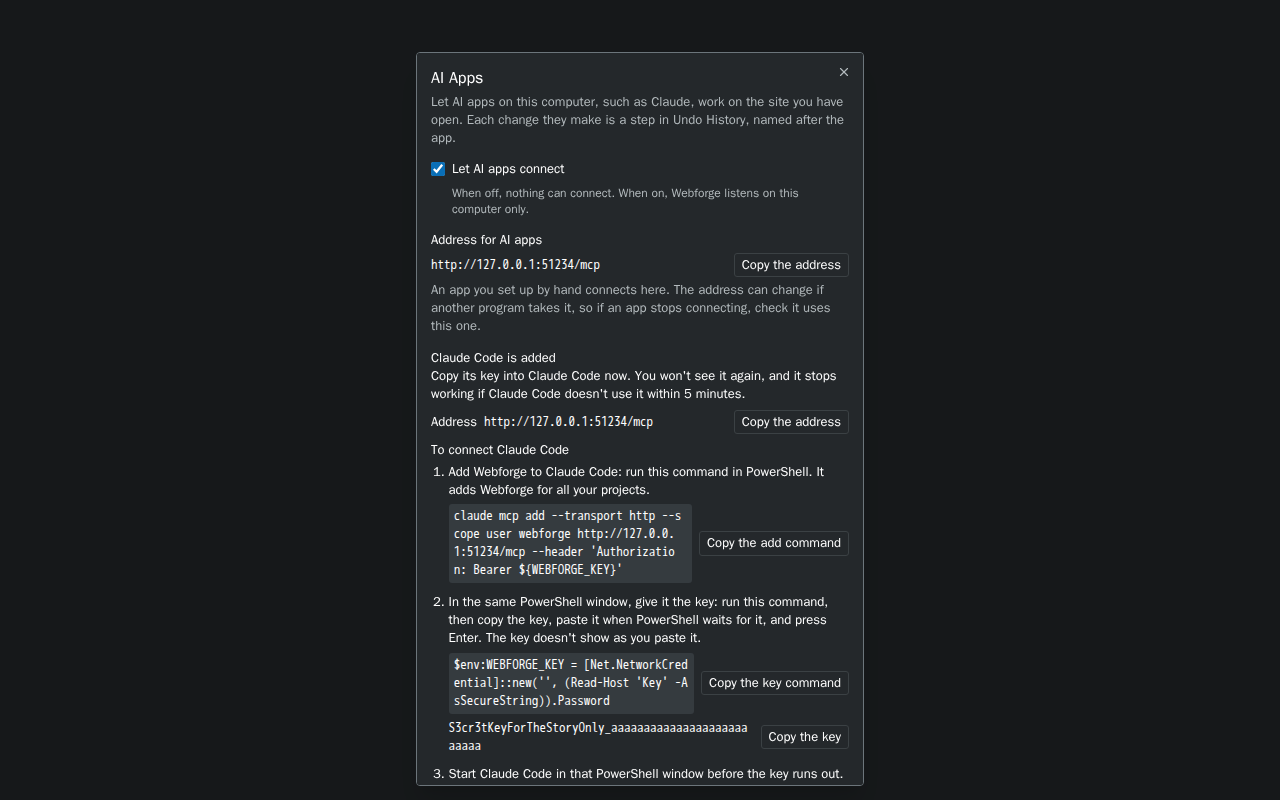 AI Apps
Let AI apps on this computer, such as Claude, work on the site you have
open. Each change they make is a step in Undo History, named after the
app.
Let AI apps connect
When off, nothing can connect. When on, Webforge listens on this
computer only.
Address for AI apps
http://127.0.0.1:51234/mcp
Copy the address
An app you set up by hand connects here. The address can change if
another program takes it, so if an app stops connecting, check it uses
this one.
Claude Code is added
Copy its key into Claude Code now. You won't see it again, and it stops
working if Claude Code doesn't use it within 5 minutes.
Address http://127.0.0.1:51234/mcp
Copy the address
To connect Claude Code
1. Add Webforge to Claude Code: run this command in PowerShell. It
adds Webforge for all your projects.
claude mcp add --transport http --s
cope user webforge http://127.0.0.
1:51234/mcp --header 'Authorizatio
n: Bearer ${WEBFORGE_KEY}'
Copy the add command
2. In the same PowerShell window, give it the key: run this command,
then copy the key, paste it when PowerShell waits for it, and press
Enter. The key doesn't show as you paste it.
$env:WEBFORGE_KEY = [Net.NetworkCred
ential]::new('', (Read-Host 'Key' -A
sSecureString)).Password
Copy the key command
S3cr3tKeyForTheStoryOnly_aaaaaaaaaaaaaaaaaaaaa
aaaaa
Copy the key
3. Start Claude Code in that PowerShell window before the key runs out.